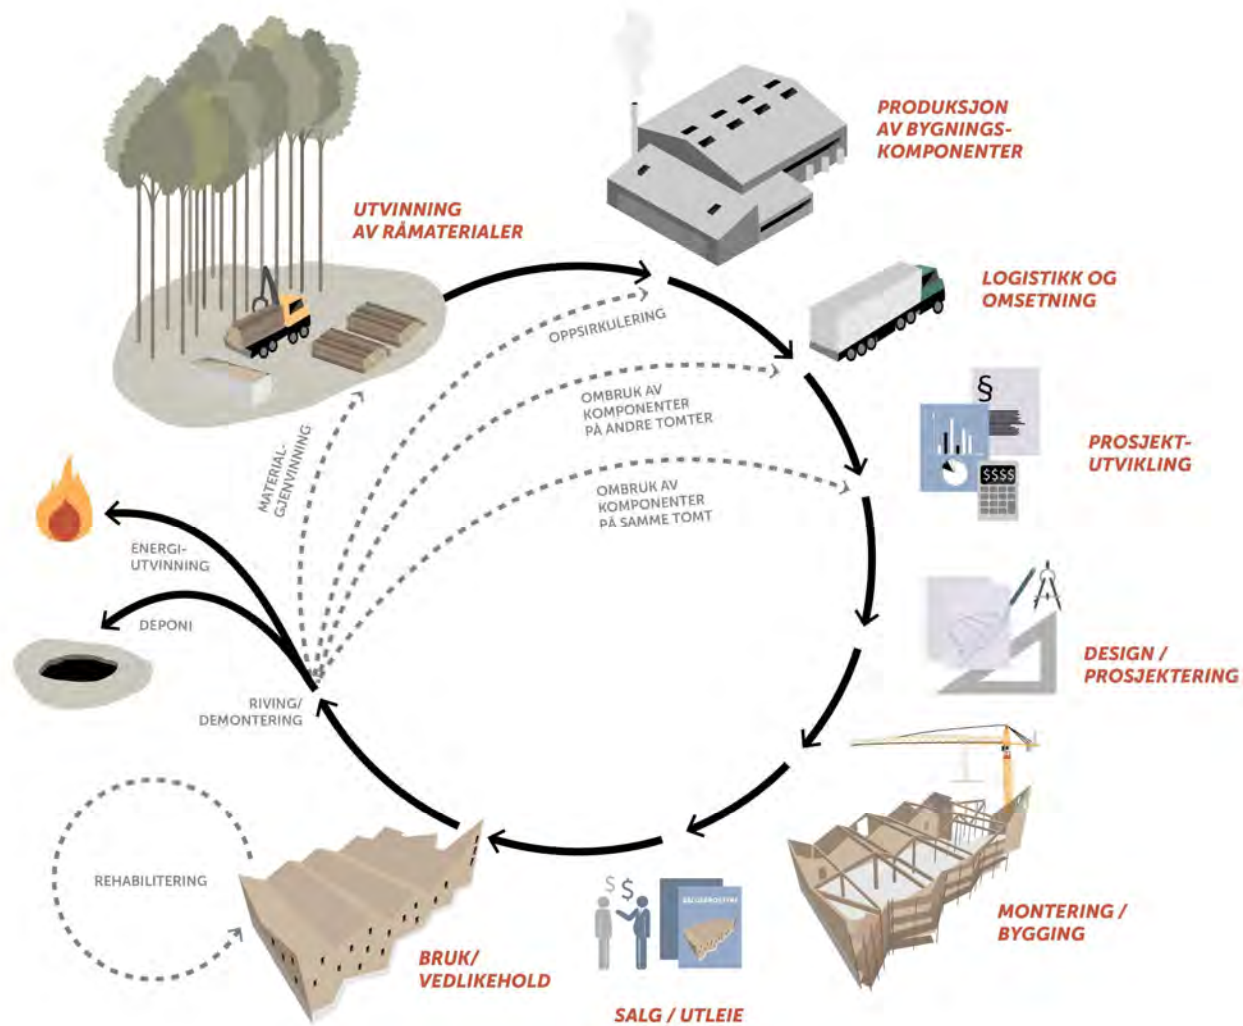 PRODUKSJON
AV BYGNINGS-
KOMPONENTER
UTVINNING
AV RÅMATERIALER
LOGISTIKK OG
OMSETNING
OPPSIRKULERING
OMBRUK AV
KOMPONENTER
PÅ ANDRE TOMTER
§
$$$$
PROSJEKT-
UTVIKLING
MATERIAL-
GJENVINNING
OMBRUK AV
KOMPONENTER
PÅ SAMME TOMT
ENERGI-
UTVINNING
DEPONI
DESIGN /
PROSJEKTERING
RIVING/
DEMONTERING
REHABILITERING
$ $
MONTERING /
BYGGING
BRUK/
VEDLIKEHOLD
SALG / UTLEIE